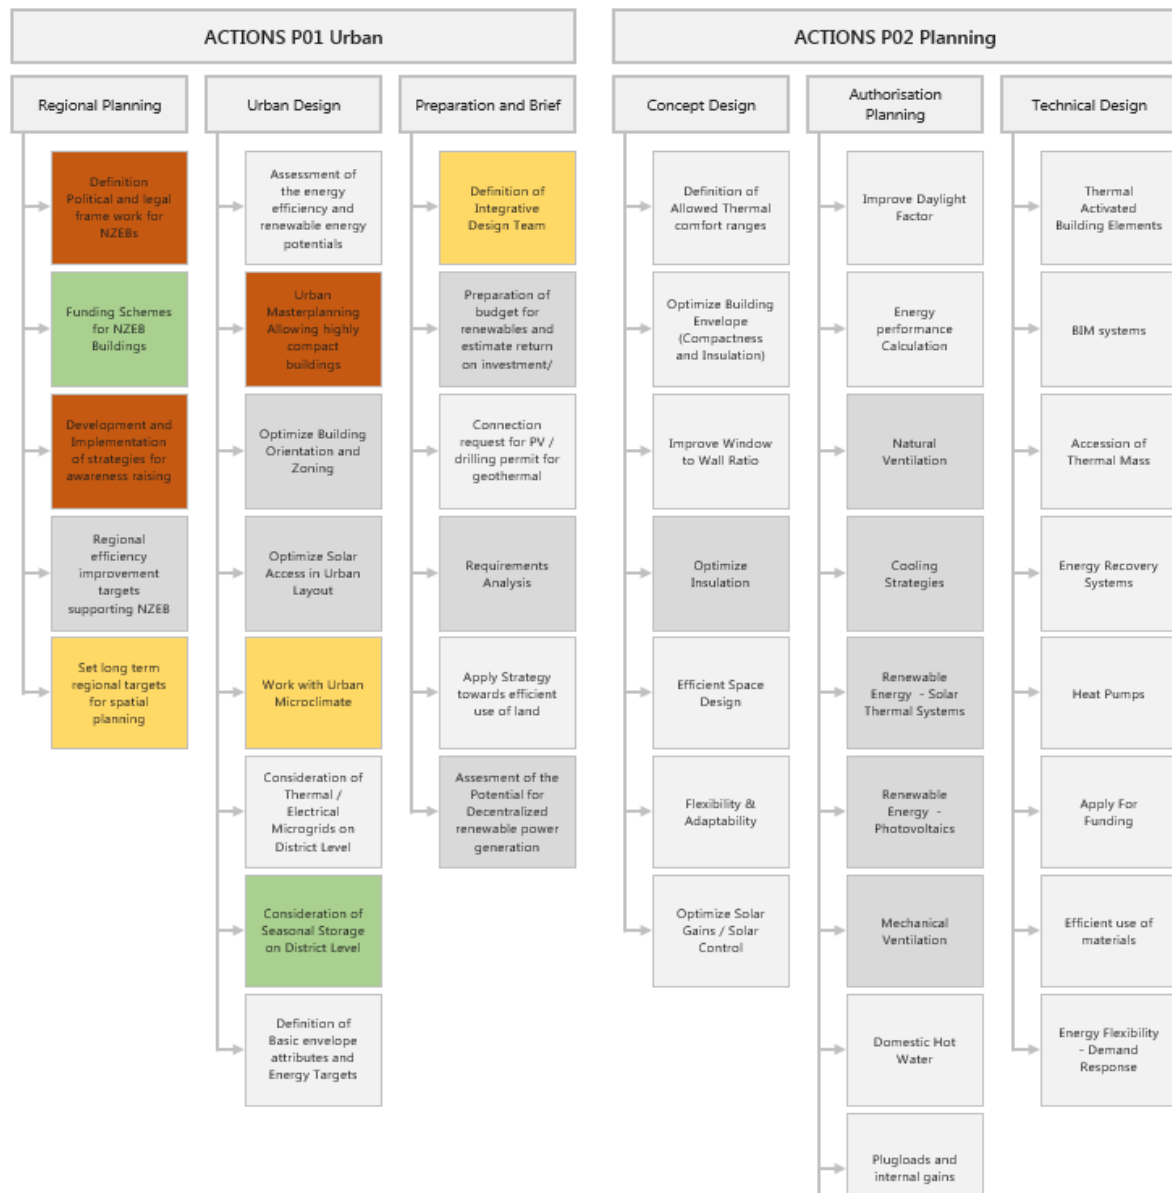 ACTIONS P01 Urban
Regional Planning
Definition
Political and legal
frame work for
NZEBs
Funding Schemes
for NZEB
Buildings
Development and
Implementation
of strategies for
awareness raising
Regional
efficiency
improvement
targets
supporting NZEB
Set long term
regional targets
for spatial
planning
Urban Design
Assessment of
the energy
efficiency and
renewable energy
potentials
Urban
Masterplanning
Allowing highly
compact
buildings
Optimize Building
Orientation and
Zoning
Optimize Solar
Access in Urban
Layout
Work with Urban
Microclimate
Consideration of
Thermal /
Electrical
Microgrids on
District Level
Consideration of
Seasonal Storage
on District Level
Definition of
Basic envelope
attributes and
Energy Targets
Preparation and Brief
Definition of
Integrative
Design Team
Preparation of
budget for
renewables and
estimate return
on investment/
Connection
request for PV /
drilling permit for
geothermal
Requirements
Analysis
Apply Strategy
towards efficient
use of land
Assesment of the
Potential for
Decentralized
renewable power
generation
ACTIONS P02 Planning
Concept Design
Definition of
Allowed Thermal
comfort ranges
Optimize Building
Envelope
(Compactness
and Insulation)
Improve Window
to Wall Ratio
Optimize
Insulation
Efficient Space
Design
Flexibility &
Adaptability
Optimize Solar
Gains / Solar
Control
Authorisation
Planning
Improve Daylight
Factor
Energy
performance
Calculation
Natural
Ventilation
Cooling
Strategies
Renewable
Energy - Solar
Thermal Systems
Renewable
Energy -
Photovoltaics
Mechanical
Ventilation
Domestic Hot
Water
Plugloads and
internal gains
Technical Design
Thermal
Activated
Building Elements
BIM systems
Accession of
Thermal Mass
Energy Recovery
Systems
Heat Pumps
Apply For
Funding
Efficient use of
materials
Energy Flexibility
- Demand
Response